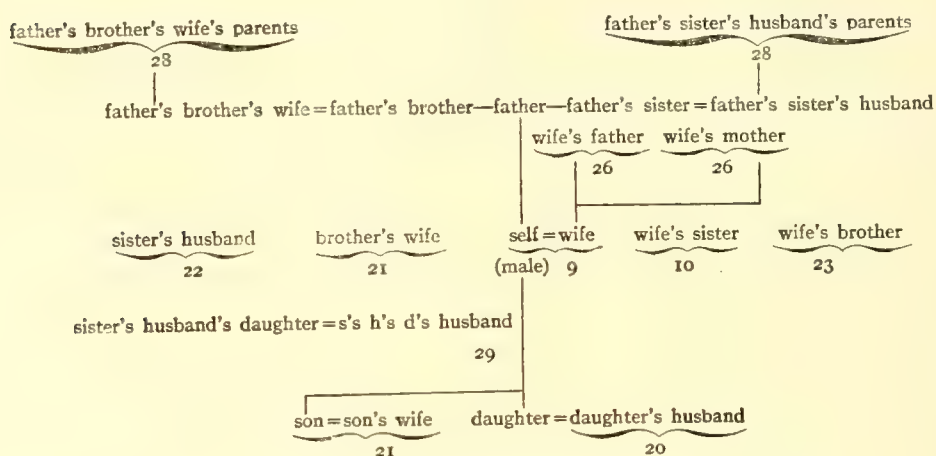 father's brother's wife's parents father's sister's husband's parents
28 28
father's brother's wife=father's brother—father—father's sister=father's sister's husband
wife's father wife's mother
26 26
sister's husband brother's wife self=wife wife's sister wife's brother
22 21 (male) 9 10 23
sister's husband's daughter=s's h's d's husband
29
son=son's wife daughter=daughter's husband
21 20